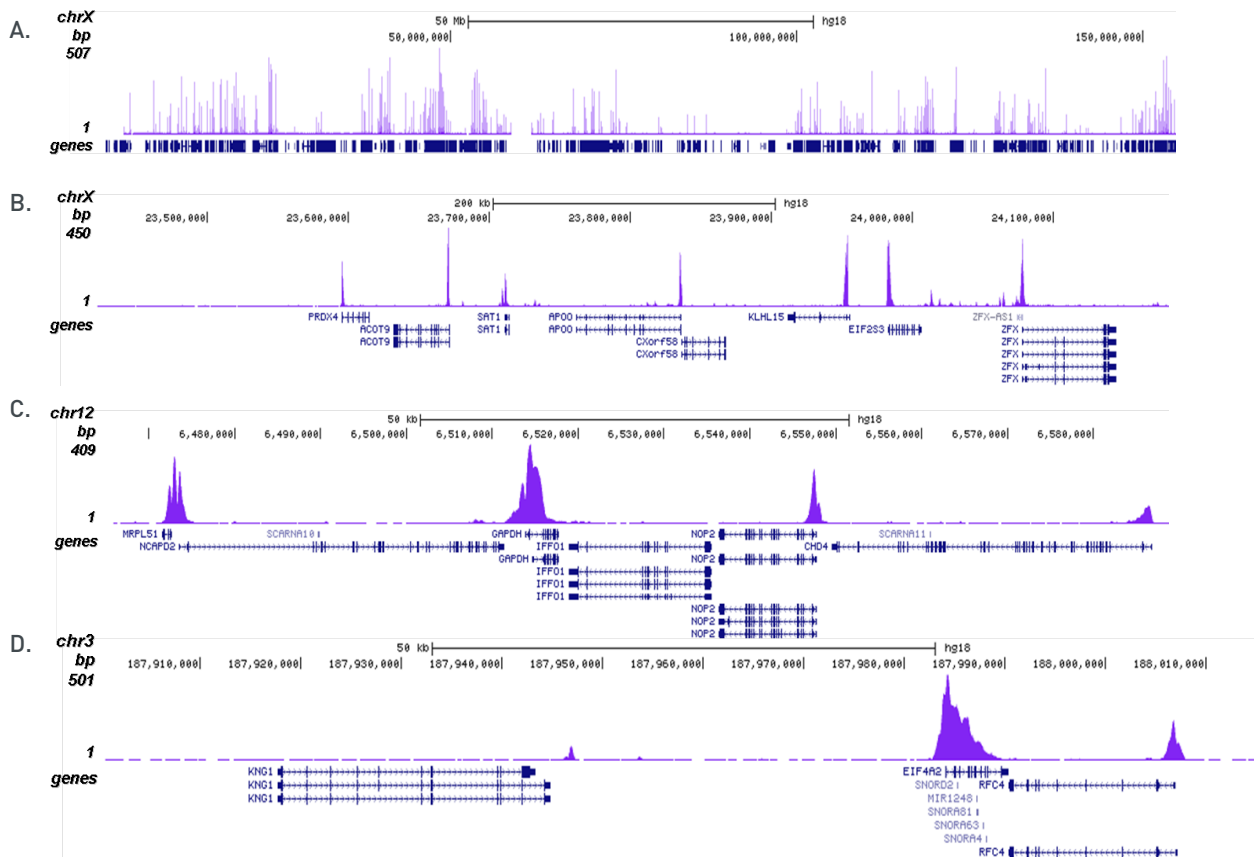 A.
chrX
50 Mb hg18
bp
50,000,000 100,000,000 150,000,000
507
1
genes
B.
chrX
200 kb hg18
bp
23,500,000 23,600,000 23,700,000 23,800,000 23,900,000 24,000,000 24,100,000
450
1
genes
PRDX4 SAT1 APOO KLHL15 ZFX-AS1
ACOT9 SAT1 APOO EIF2S3 ZFX
ACOT9 CXorf58 ZFX
CXorf58 ZFX
ZFX
ZFX
C.
chr12
50 kb hg18
bp
6,480,000 6,490,000 6,500,000 6,510,000 6,520,000 6,530,000 6,540,000 6,550,000 6,560,000 6,570,000 6,580,000
409
1
genes
MRPL51 SCARNA10 GAPDH NOP2 SCARNA11
NCAPD2 IFFO1 CHD4
GAPDH NOP2
IFFO1
IFFO1
IFFO1
NOP2
NOP2
NOP2
D.
chr3
50 kb hg18
bp
187,910,000 187,920,000 187,930,000 187,940,000 187,950,000 187,960,000 187,970,000 187,980,000 187,990,000 188,000,000 188,010,000
501
1
genes
KNG1 EIF4A2
KNG1 SNORD2 RFC4
KNG1 MIR1248
SNORA81
SNORA63
SNORA4
RFC4